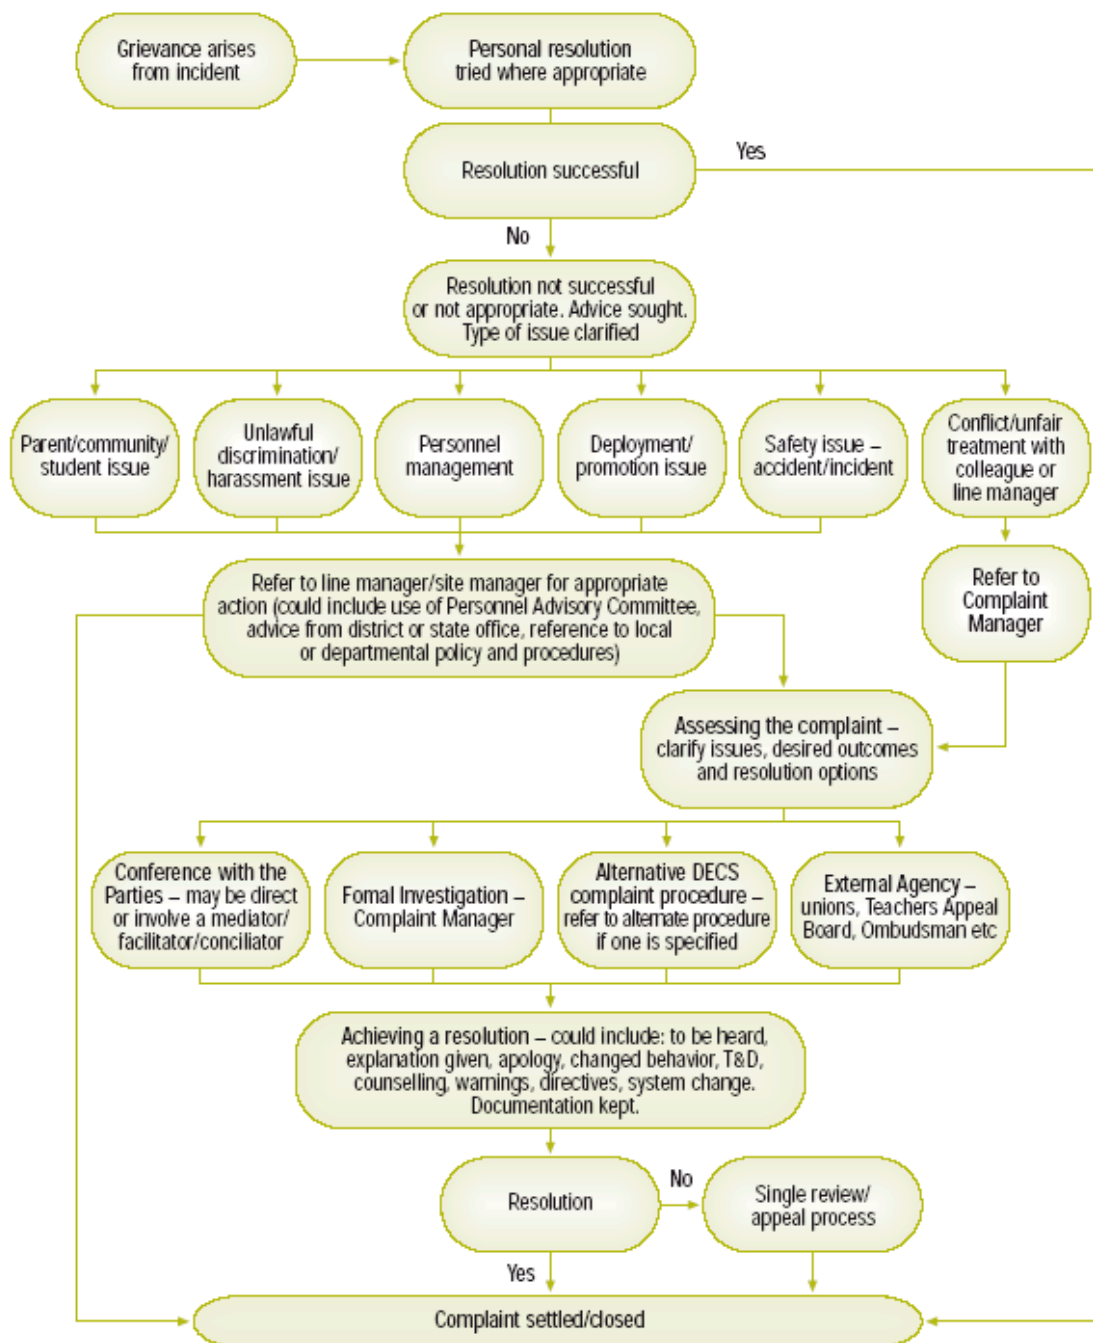 Grievance arises
from incident
Personal resolution
tried where appropriate
Resolution successful
Yes
No
Resolution not successful
or not appropriate. Advice sought.
Type of issue clarified
Parent/community/
student issue
Unlawful
discrimination/
harassment issue
Personnel
management
Deployment/
promotion issue
Safety issue –
accident/incident
Conflict/unfair
treatment with
colleague or
line manager
Refer to line manager/site manager for appropriate
action (could include use of Personnel Advisory Committee,
advice from district or state office, reference to local
or departmental policy and procedures)
Refer to
Complaint
Manager
Assessing the complaint –
clarify issues, desired outcomes
and resolution options
Conference with the
Parties – may be direct
or involve a mediator/
facilitator/conciliator
Fomal Investigation –
Complaint Manager
Alternative DECS
complaint procedure –
refer to alternate procedure
if one is specified
External Agency –
unions, Teachers Appeal
Board, Ombudsman etc
Achieving a resolution – could include: to be heard,
explanation given, apology, changed behavior, T&D,
counselling, warnings, directives, system change.
Documentation kept.
Resolution
No
Single review/
appeal process
Yes
Complaint settled/closed